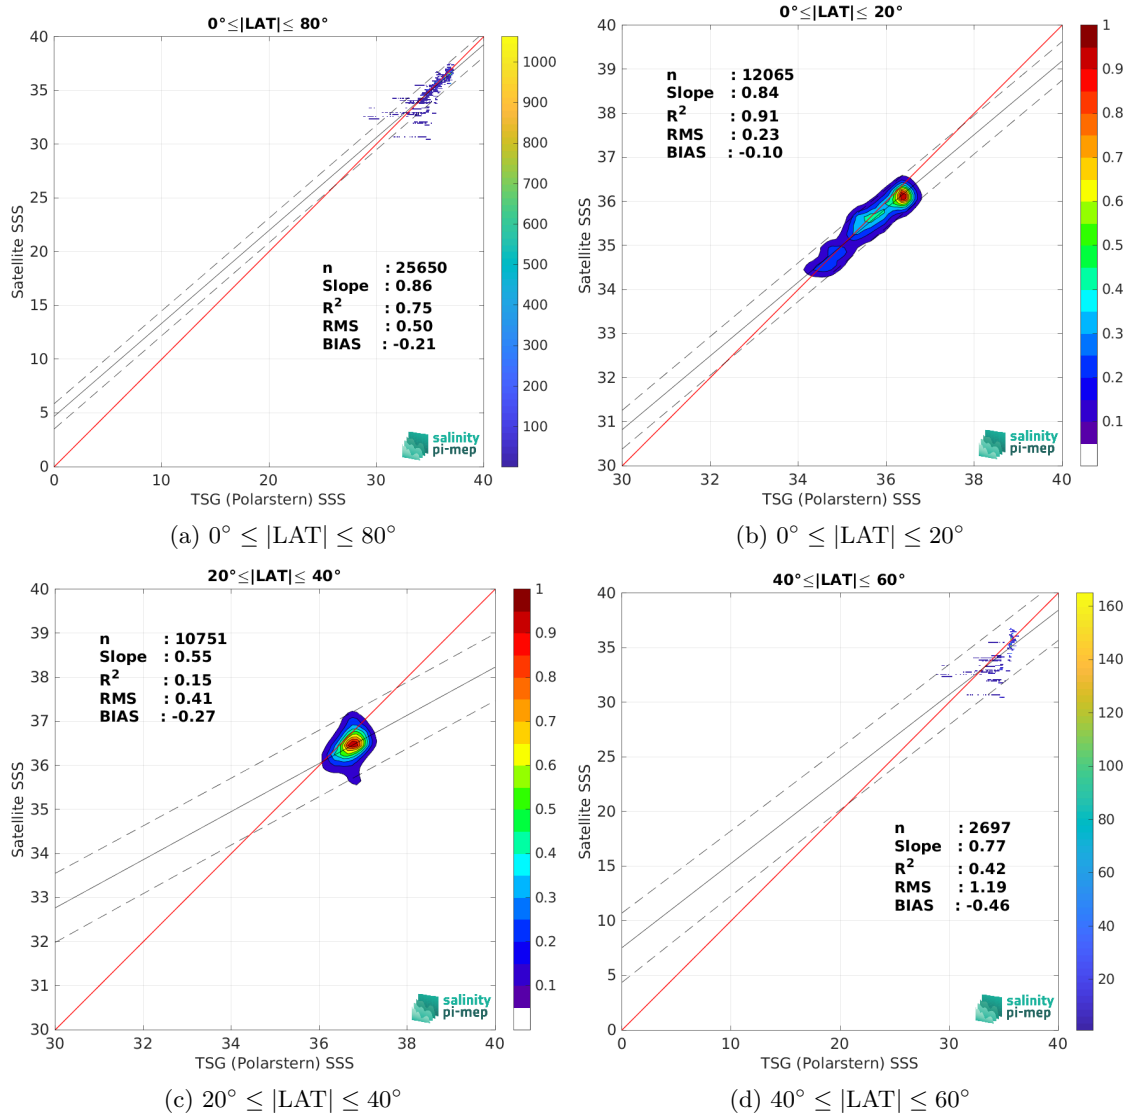 0°≤|LAT|≤ 80°
40
35
30
25
20
15
10
5
0
0
10
20
30
40
Satellite SSS
TSG (Polarstern) SSS
n : 25650
Slope : 0.86
R² : 0.75
RMS : 0.50
BIAS : -0.21
salinity
pi-mep
1000
900
800
700
600
500
400
300
200
100
(a) 0° ≤ |LAT| ≤ 80°
0°≤|LAT|≤ 20°
40
39
38
37
36
35
34
33
32
31
30
30
32
34
36
38
40
Satellite SSS
TSG (Polarstern) SSS
n : 12065
Slope : 0.84
R² : 0.91
RMS : 0.23
BIAS : -0.10
salinity
pi-mep
1
0.9
0.8
0.7
0.6
0.5
0.4
0.3
0.2
0.1
(b) 0° ≤ |LAT| ≤ 20°
20°≤|LAT|≤ 40°
40
39
38
37
36
35
34
33
32
31
30
30
32
34
36
38
40
Satellite SSS
TSG (Polarstern) SSS
n : 10751
Slope : 0.55
R² : 0.15
RMS : 0.41
BIAS : -0.27
salinity
pi-mep
1
0.9
0.8
0.7
0.6
0.5
0.4
0.3
0.2
0.1
(c) 20° ≤ |LAT| ≤ 40°
40°≤|LAT|≤ 60°
40
35
30
25
20
15
10
5
0
0
10
20
30
40
Satellite SSS
TSG (Polarstern) SSS
n : 2697
Slope : 0.77
R² : 0.42
RMS : 1.19
BIAS : -0.46
salinity
pi-mep
160
140
120
100
80
60
40
20
(d) 40° ≤ |LAT| ≤ 60°